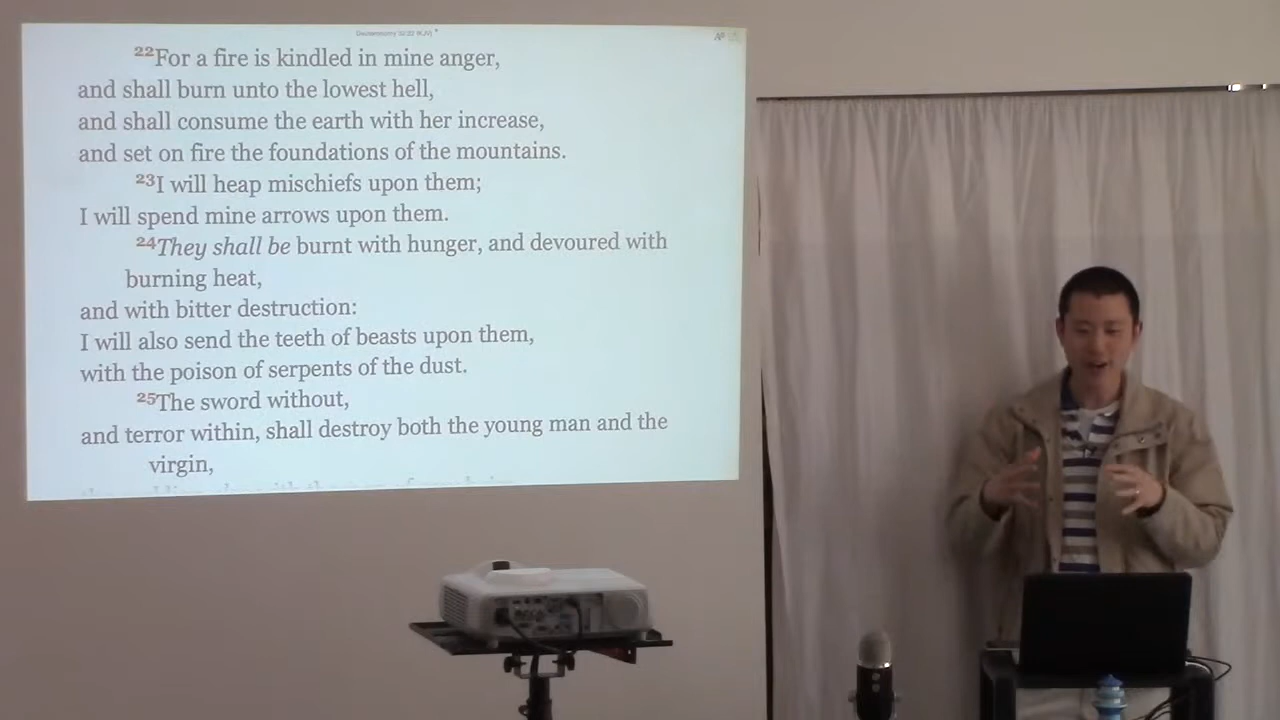 Deuteronomy 32:22 (KJV)
22For a fire is kindled in mine anger,
and shall burn unto the lowest hell,
and shall consume the earth with her increase,
and set on fire the foundations of the mountains.
23I will heap mischiefs upon them;
I will spend mine arrows upon them.
24They shall be burnt with hunger, and devoured with
burning heat,
and with bitter destruction:
I will also send the teeth of beasts upon them,
with the poison of serpents of the dust.
25The sword without,
and terror within, shall destroy both the young man and the
virgin,